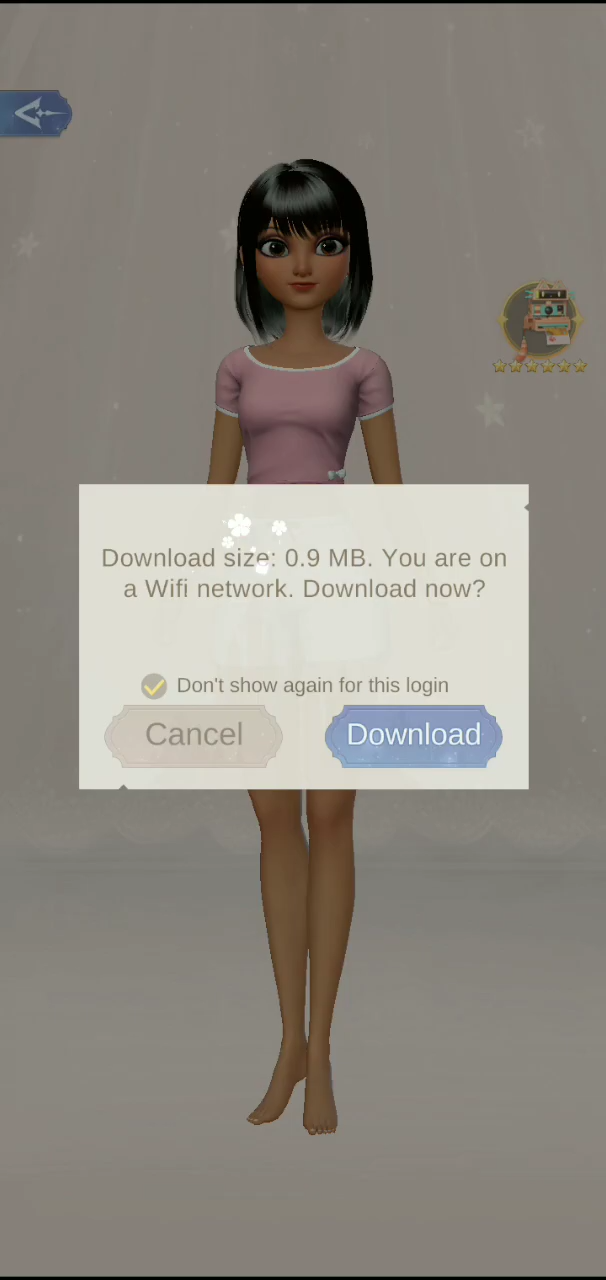 Download size: 0.9 MB. You are on
a Wifi network. Download now?
Don't show again for this login
Cancel
Download